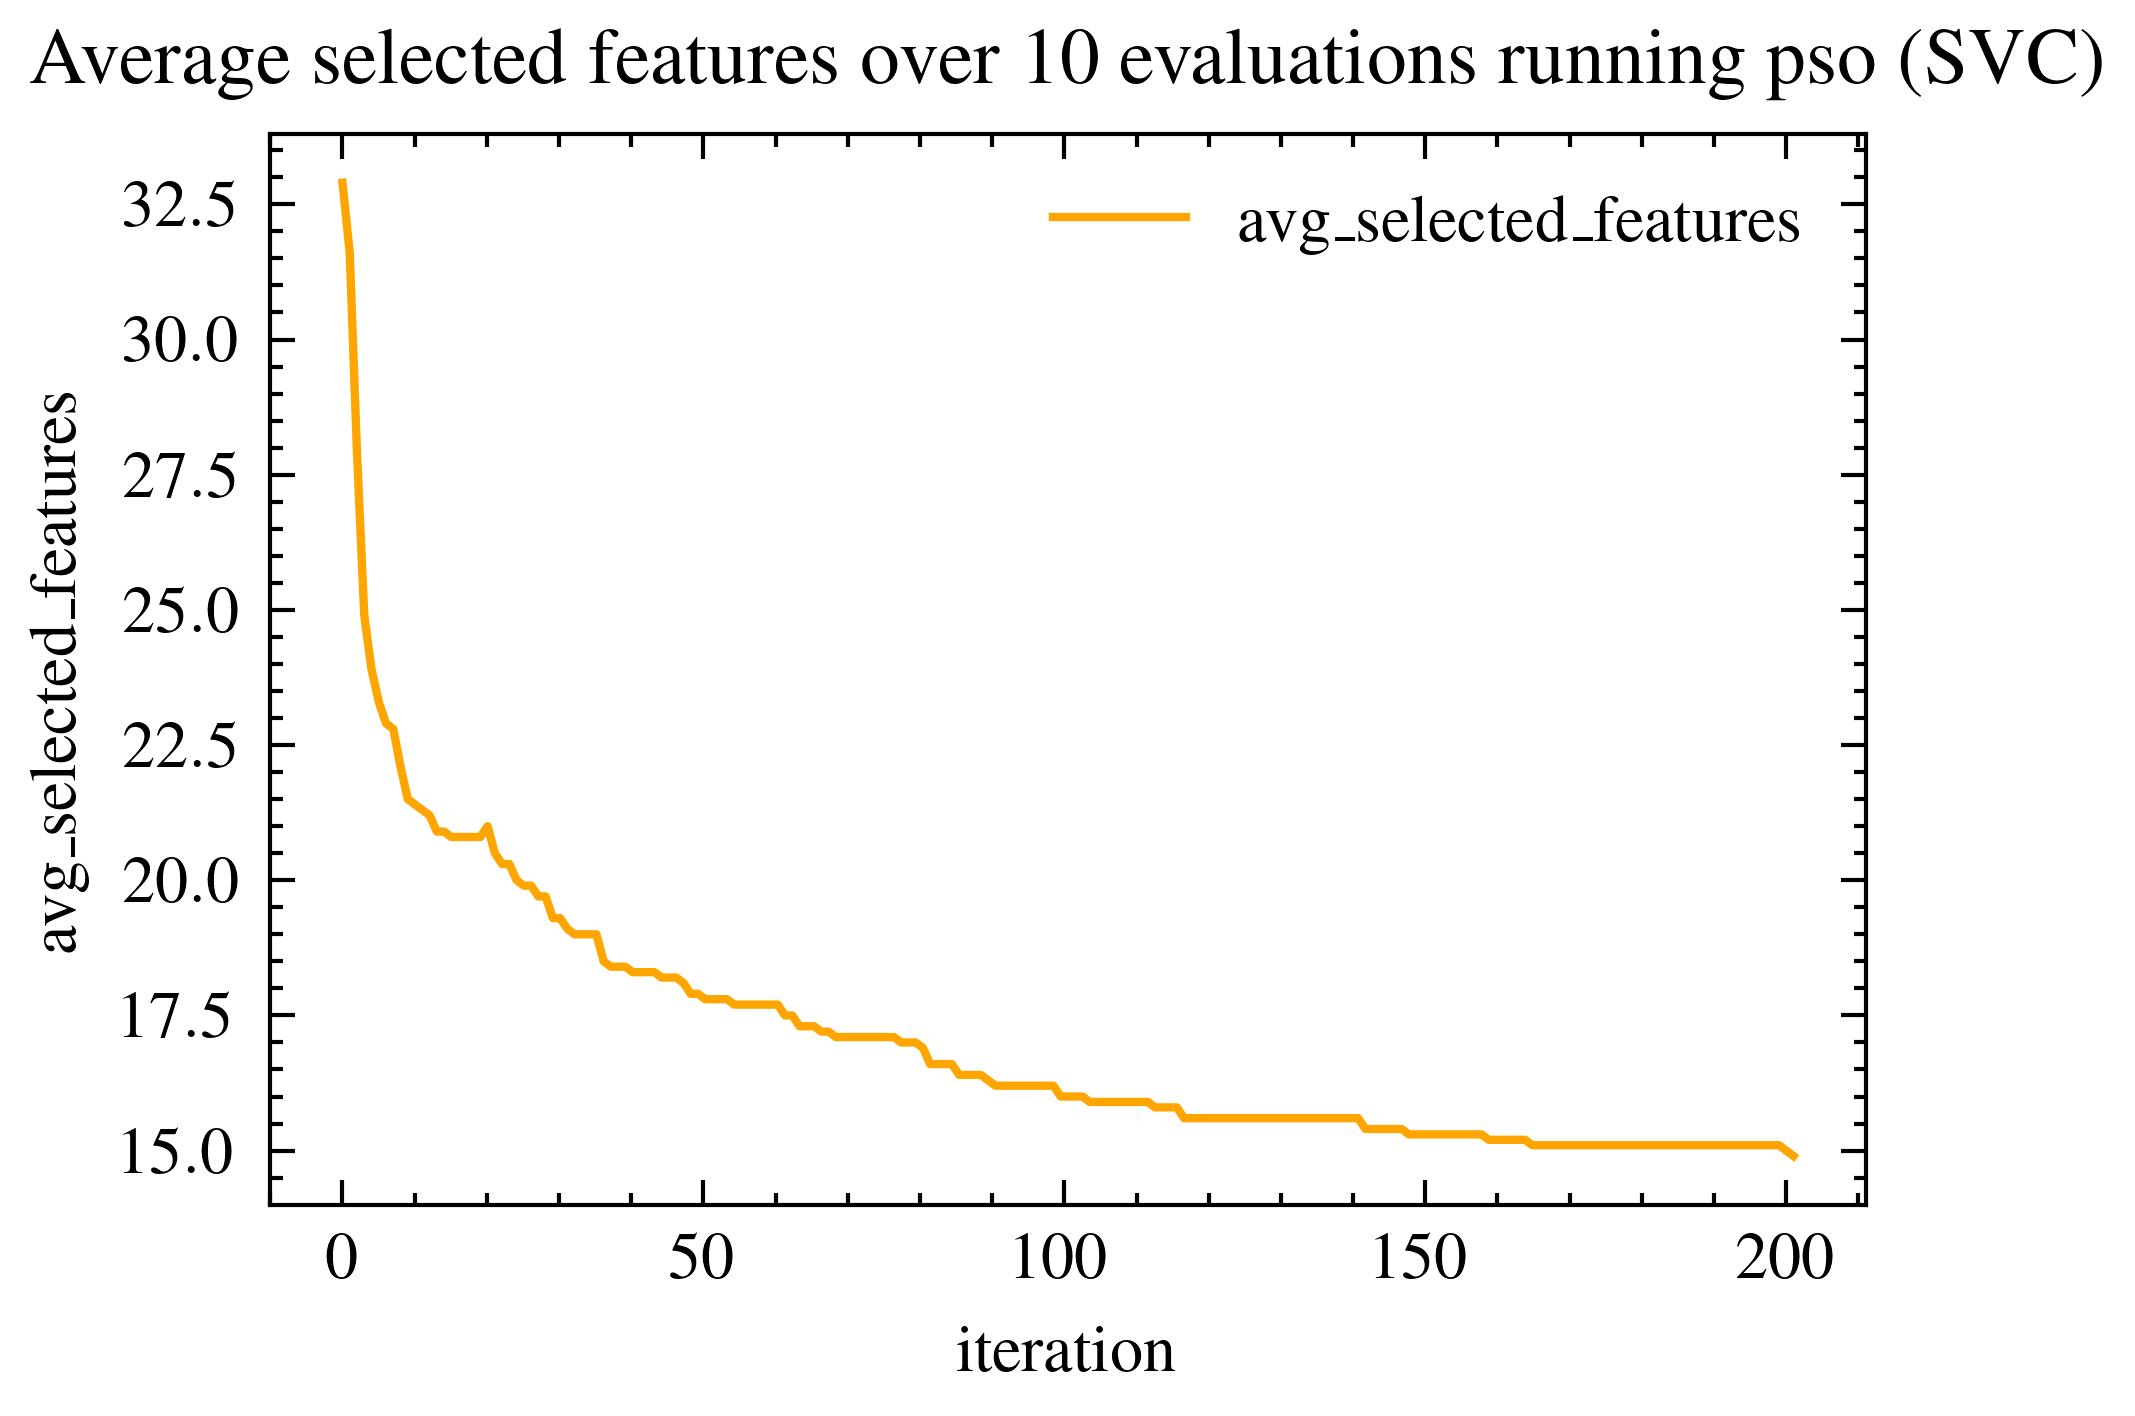 Average selected features over 10 evaluations running pso (SVC)
avg_selected_features
32.5
30.0
27.5
25.0
22.5
20.0
17.5
15.0
avg_selected_features
0 50 100 150 200
iteration